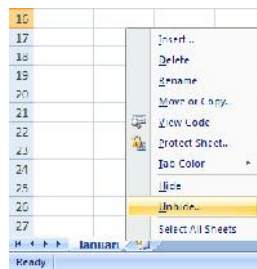 16
17
18
19
20
21
22
23
24
25
26
27
Insert...
Delete
Rename
Move or Copy...
View Code
Protect Sheet...
Tab Color
Hide
Unhide...
Select All Sheets
Januari
Ready